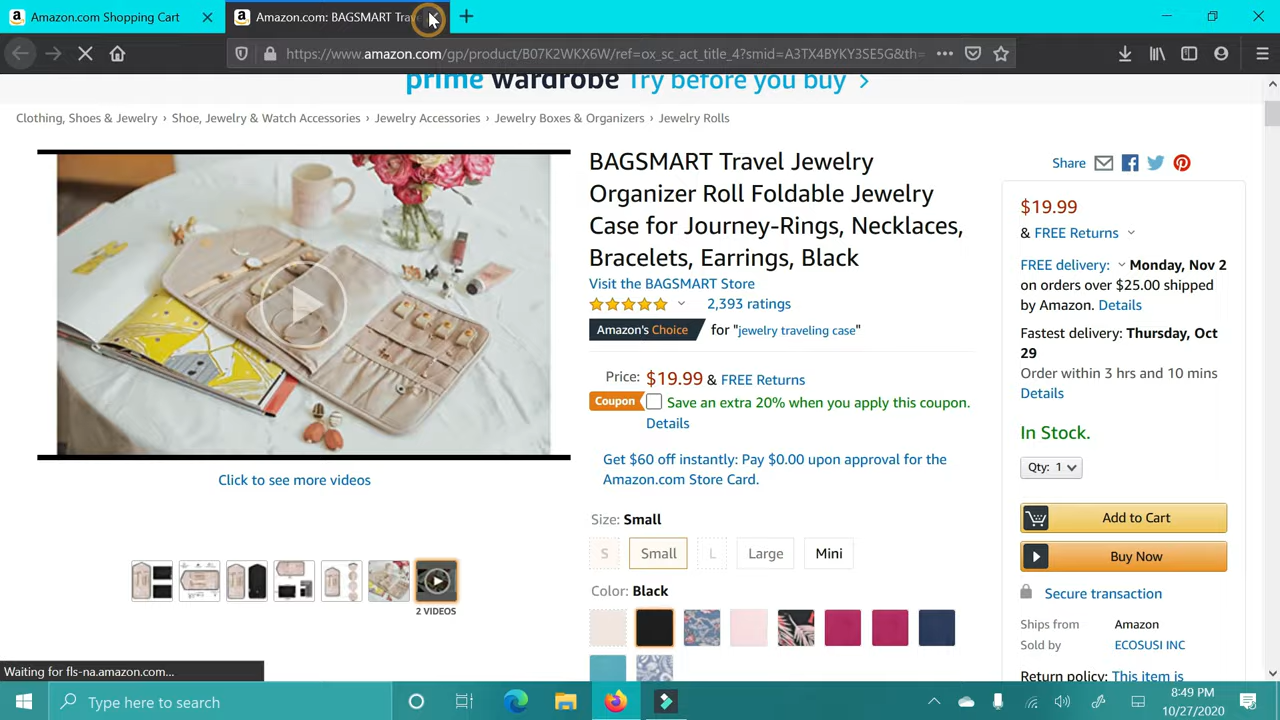 Amazon.com Shopping Cart
Amazon.com: BAGSMART Trav
https://www.amazon.com/gp/product/B07K2WKX6W/ref=ox_sc_act_title_4?smid=A3TX4BYKY3SE5G&th=
prime wardrobe Try before you buy >
Clothing, Shoes & Jewelry › Shoe, Jewelry & Watch Accessories › Jewelry Accessories › Jewelry Boxes & Organizers › Jewelry Rolls
BAGSMART Travel Jewelry
Organizer Roll Foldable Jewelry
Case for Journey-Rings, Necklaces,
Bracelets, Earrings, Black
Visit the BAGSMART Store
2,393 ratings
Amazon's Choice for "jewelry traveling case"
Price: $19.99 & FREE Returns
Coupon Save an extra 20% when you apply this coupon.
Details
Get $60 off instantly: Pay $0.00 upon approval for the
Amazon.com Store Card.
Size: Small
S Small L Large Mini
Color: Black
Click to see more videos
2 VIDEOS
Share
$19.99
& FREE Returns
FREE delivery: Monday, Nov 2
on orders over $25.00 shipped
by Amazon. Details
Fastest delivery: Thursday, Oct
29
Order within 3 hrs and 10 mins
Details
In Stock.
Qty: 1
Add to Cart
Buy Now
Secure transaction
Ships from Amazon
Sold by ECOSUSI INC
Return policy: This item is
Waiting for fls-na.amazon.com...
Type here to search
8:49 PM
10/27/2020